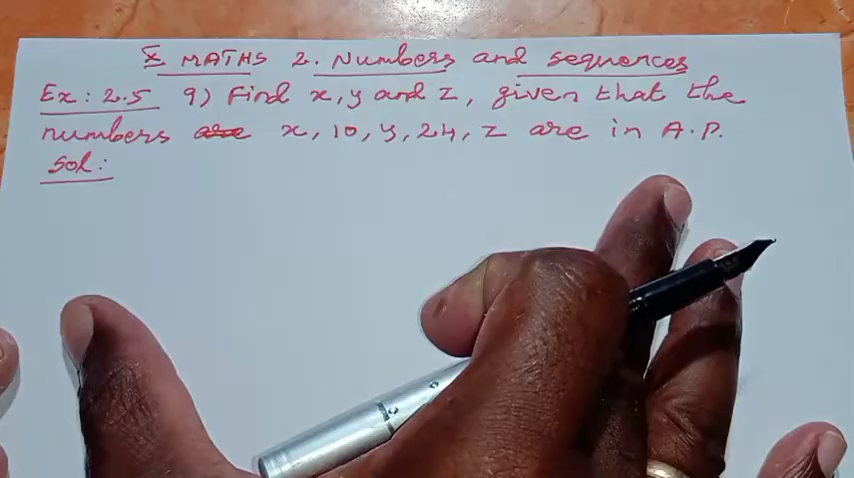 X MATHS 2. Numbers and sequences
Ex: 2.5 9) Find x, y and z, given that the
numbers are x, 10, y, 24, z are in A.P.
Sol: